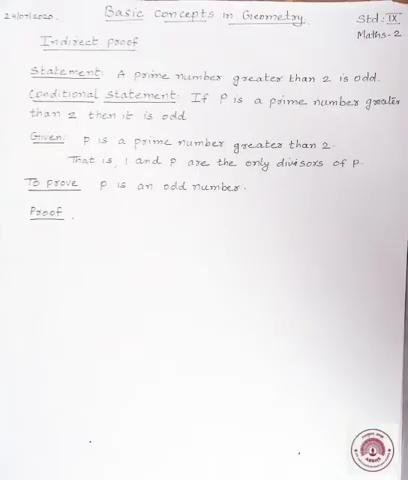 24/07/2020.
Basic Concepts in Geometry.
Std: IX
Maths-2
Indirect proof
Statement: A prime number greater than 2 is odd.
Conditional Statement: If P is a prime number greater
than 2 then it is odd
Given: P is a prime number greater than 2.
That is, 1 and P are the only divisors of P.
To prove P is an odd number.
Proof.